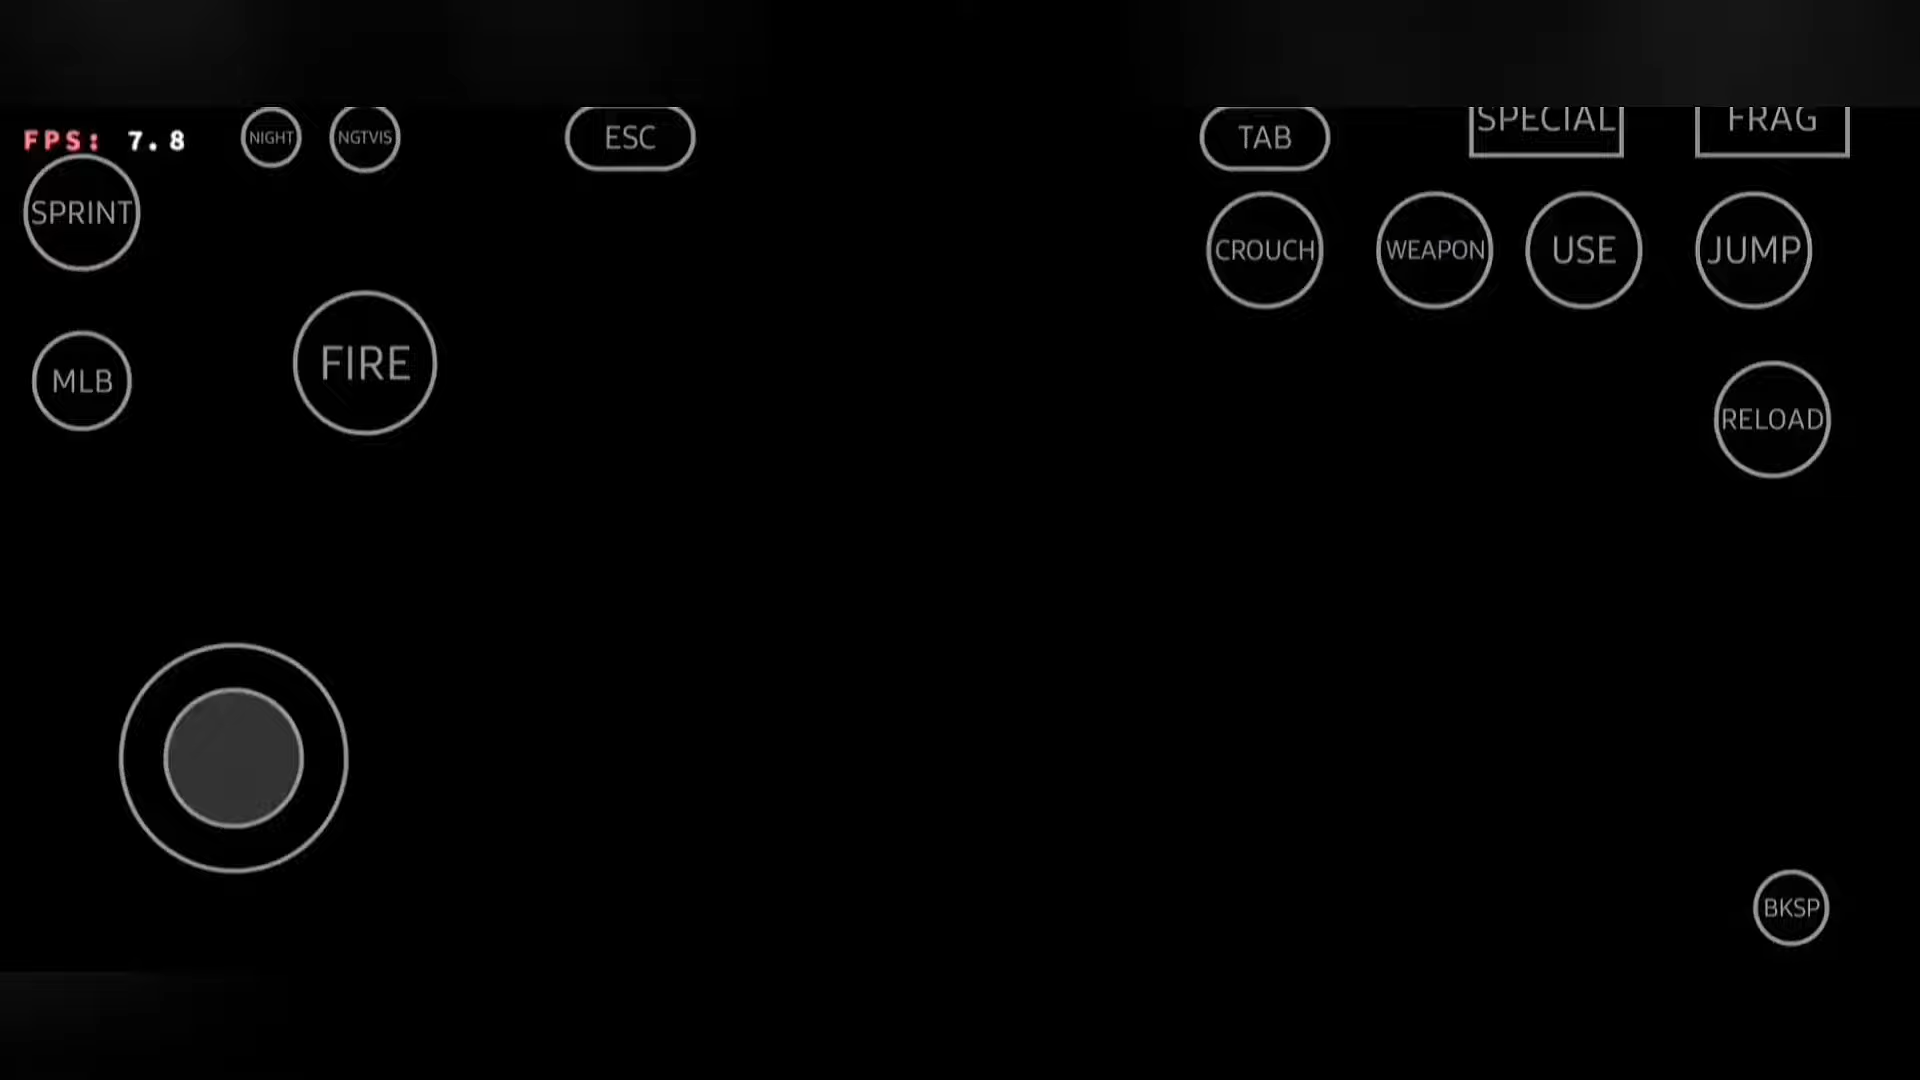 FPS: 7.8
NIGHT
NGTVIS
ESC
TAB
SPECIAL
FRAG
SPRINT
CROUCH
WEAPON
USE
JUMP
FIRE
MLB
RELOAD
BKSP